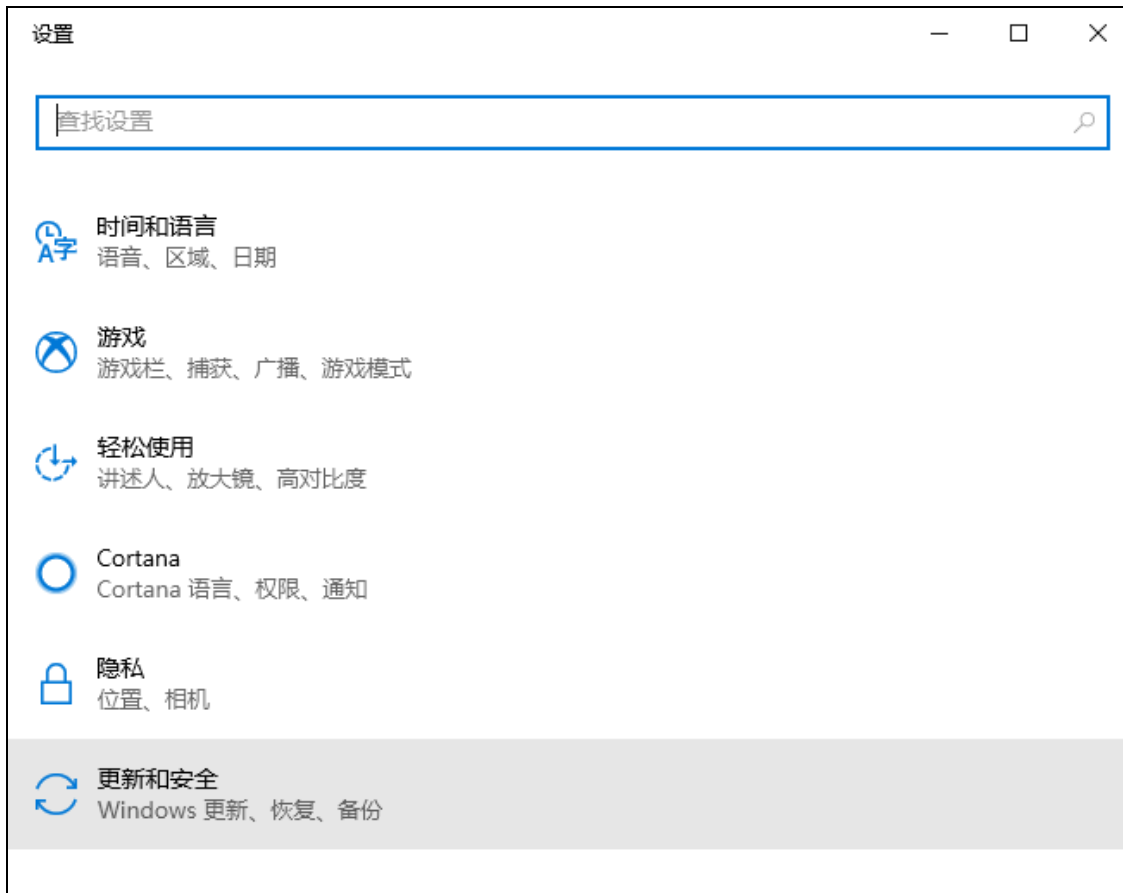 设置
查找设置
时间和语言
语音、区域、日期
游戏
游戏栏、捕获、广播、游戏模式
轻松使用
讲述人、放大镜、高对比度
Cortana
Cortana 语言、权限、通知
隐私
位置、相机
更新和安全
Windows 更新、恢复、备份